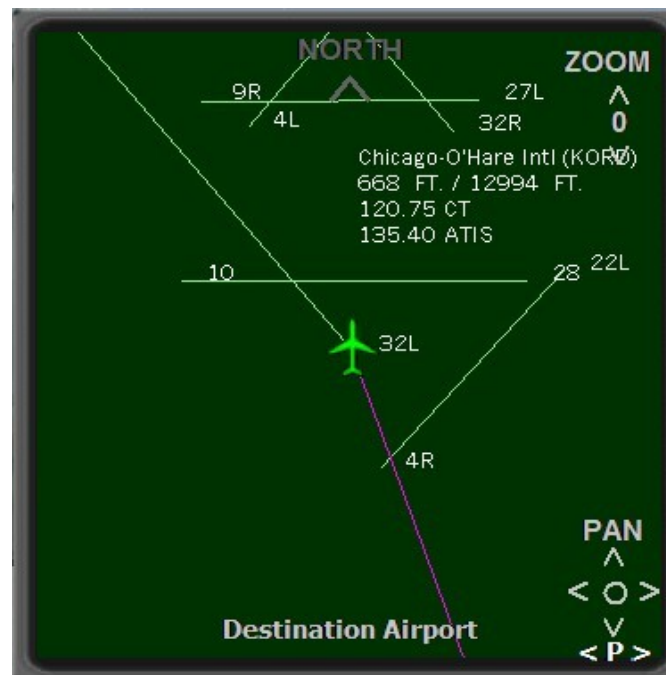 NORTH
ZOOM
0
9R
27L
4L
32R
Chicago-O'Hare Intl (KORD)
668 FT. / 12994 FT.
120.75 CT
135.40 ATIS
10
28
22L
32L
4R
PAN
< O >
Destination Airport
< P >